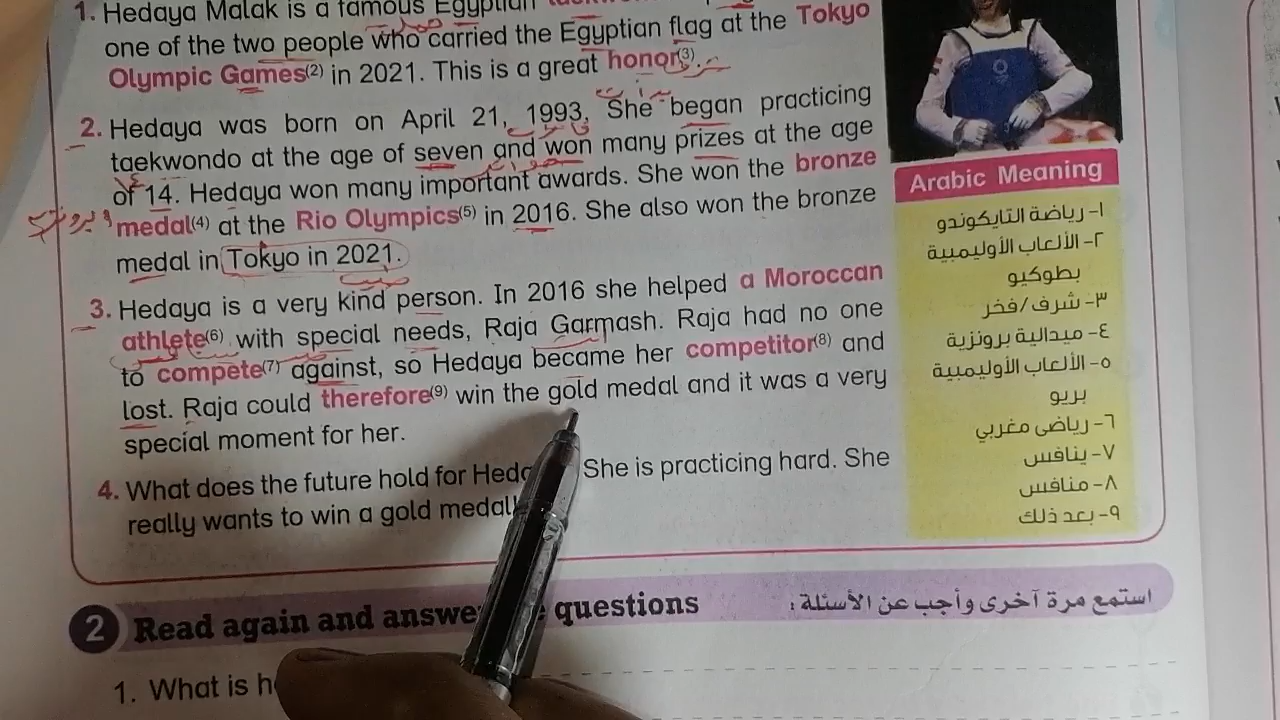 1. Hedaya Malak is a famous Egyptian
one of the two people who carried the Egyptian flag at the Tokyo
Olympic Games(2) in 2021. This is a great honor(3).
2. Hedaya was born on April 21, 1993. She began practicing
taekwondo at the age of seven and won many prizes at the age
of 14. Hedaya won many important awards. She won the bronze
medal(4) at the Rio Olympics(5) in 2016. She also won the bronze
medal in Tokyo in 2021.
3. Hedaya is a very kind person. In 2016 she helped a Moroccan
athlete(6) with special needs, Raja Garmash. Raja had no one
to compete(7) against, so Hedaya became her competitor(8) and
lost. Raja could therefore(9) win the gold medal and it was a very
special moment for her.
4. What does the future hold for Heda She is practicing hard. She
really wants to win a gold medal!
Arabic Meaning
١- رياضة التايكوندو
٢- الألعاب الأوليمبية
بطوكيو
٣- شرف/فخر
٤- ميدالية برونزية
٥- الألعاب الأوليمبية
بريو
٦- رياضى مغربي
٧- ينافس
٨- منافس
٩- بعد ذلك
2 Read again and answe questions
استمع مرة آخرى وأجب عن الأسئلة :
1. What is h